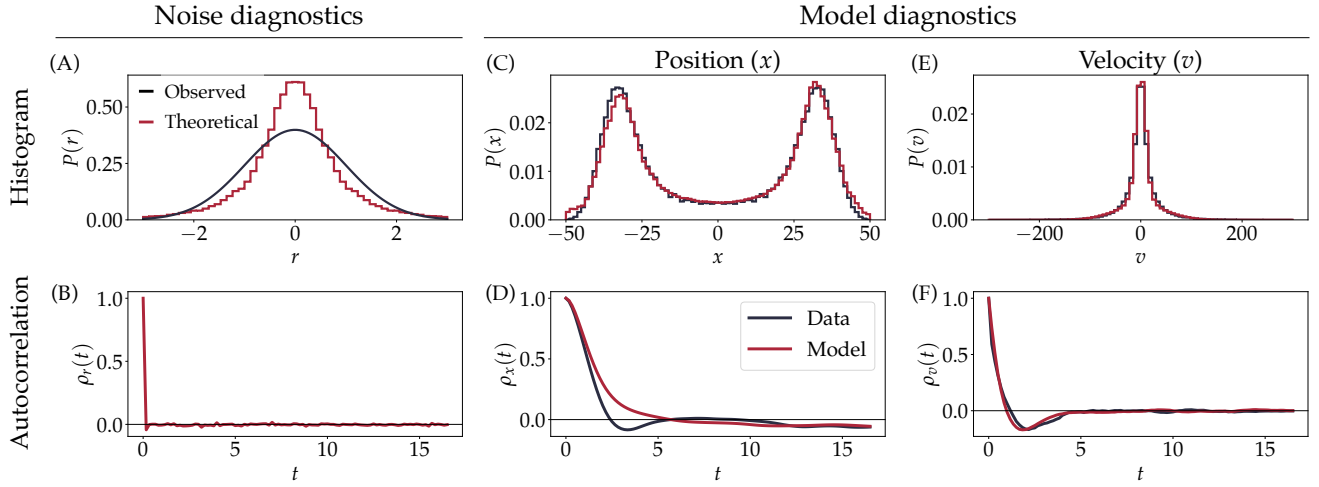 Noise diagnostics
Model diagnostics
Histogram
Autocorrelation
(A)
Observed
Theoretical
P(r)
0.50
0.25
0.00
−2
0
2
r
(C)
Position (x)
P(x)
0.02
0.01
0.00
−50
−25
0
25
50
x
(E)
Velocity (v)
P(v)
0.02
0.01
0.00
−200
0
200
v
(B)
ρr(t)
1.0
0.5
0.0
0
5
10
15
t
(D)
Data
Model
ρx(t)
1.0
0.5
0.0
0
5
10
15
t
(F)
ρv(t)
1.0
0.5
0.0
0
5
10
15
t